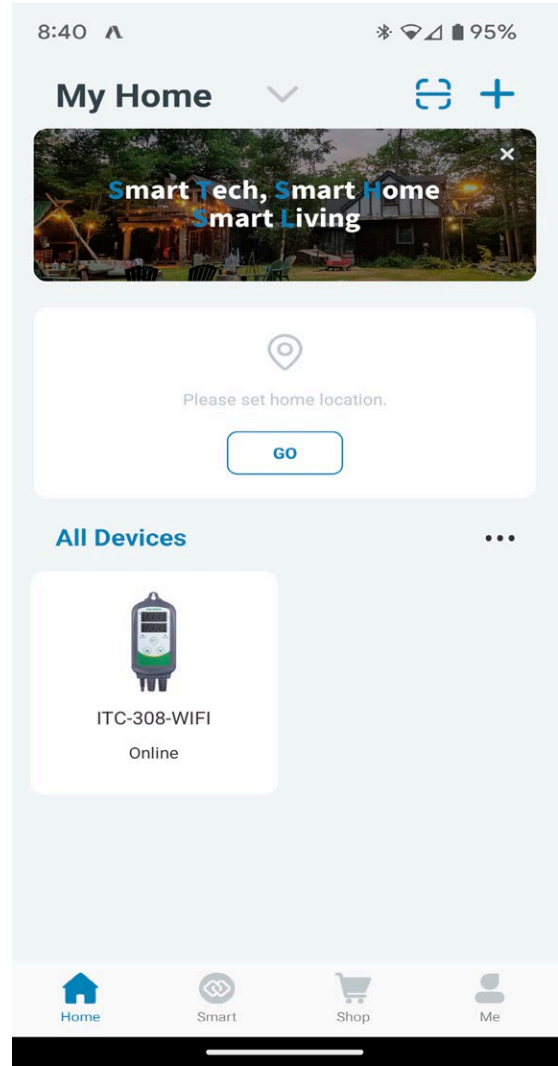 8:40
95%
My Home
Smart Tech, Smart Home
Smart Living
Please set home location.
GO
All Devices
ITC-308-WIFI
Online
Home
Smart
Shop
Me